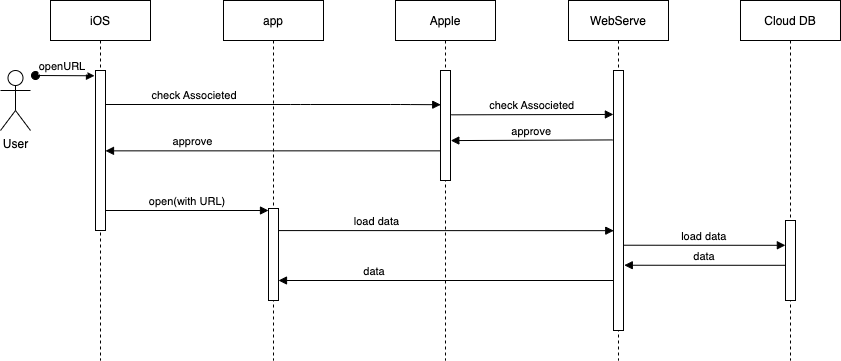 iOS
app
Apple
WebServe
Cloud DB
openURL
User
check Associeted
check Associeted
approve
approve
open(with URL)
load data
load data
data
data